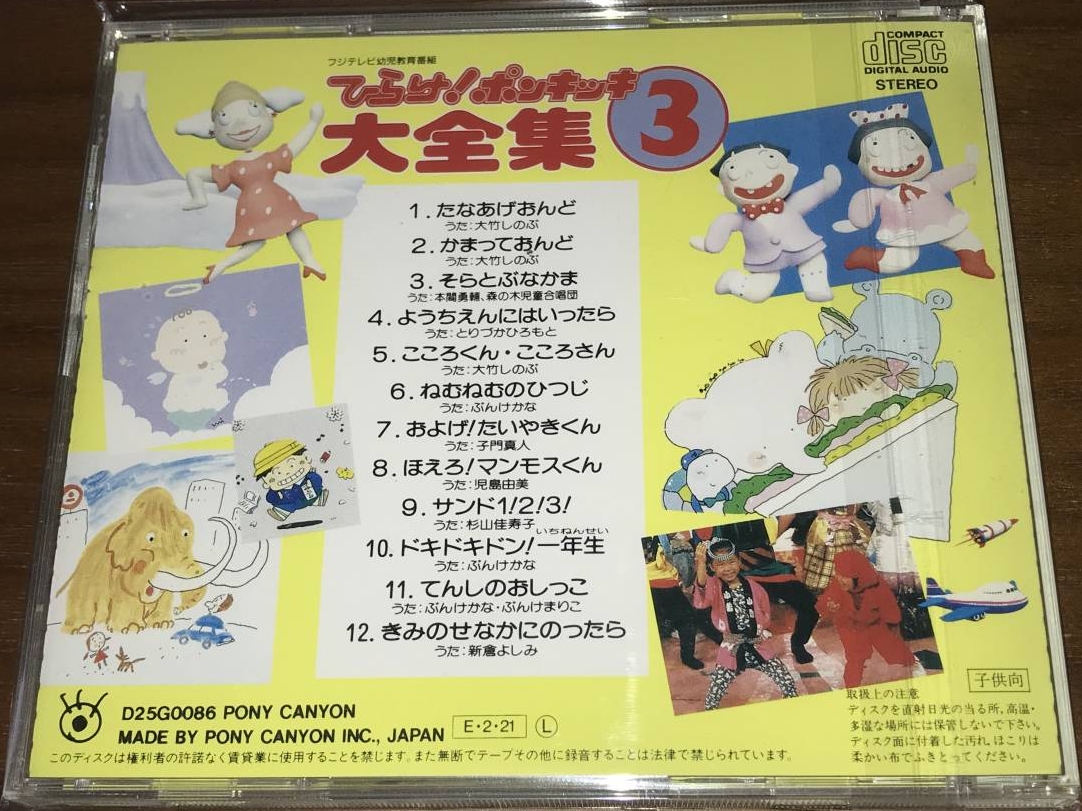 フジテレビ幼児教育番組
ひらけ!ポンキッキ
大全集
3
COMPACT
disc
DIGITAL AUDIO
STEREO
1.たなあげおんど
うた:大竹しのぶ
2.かまっておんど
うた:大竹しのぶ
3.そらとぶなかま
うた:本間勇輔、森の木児童合唱団
4.ようちえんにはいったら
うた:とりづかひろもと
5.こころくん・こころさん
うた:大竹しのぶ
6.ねむねむのひつじ
うた:ぶんけかな
7.およげ!たいやきくん
うた:子門真人
8.ほえろ!マンモスくん
うた:児島由美
9.サンド1!2!3!
うた:杉山佳寿子
いちねんせい
10.ドキドキドン!一年生
うた:ぶんけかな
11.てんしのおしっこ
うた:ぶんけかな・ぶんけまりこ
12.きみのせなかにのったら
うた:新倉よしみ
子供向
取扱上の注意
ディスクを直射日光の当る所,高温・
多湿な場所には保管しないで下さい。
ディスク面に付着した汚れ,ほこりは
柔かい布でふきとってください。
D25G0086 PONY CANYON
MADE BY PONY CANYON INC., JAPAN
E・2・21
L
このディスクは権利者の許諾なく賃貸業に使用することを禁じます。また無断でテープその他に録音することは法律で禁じられています。